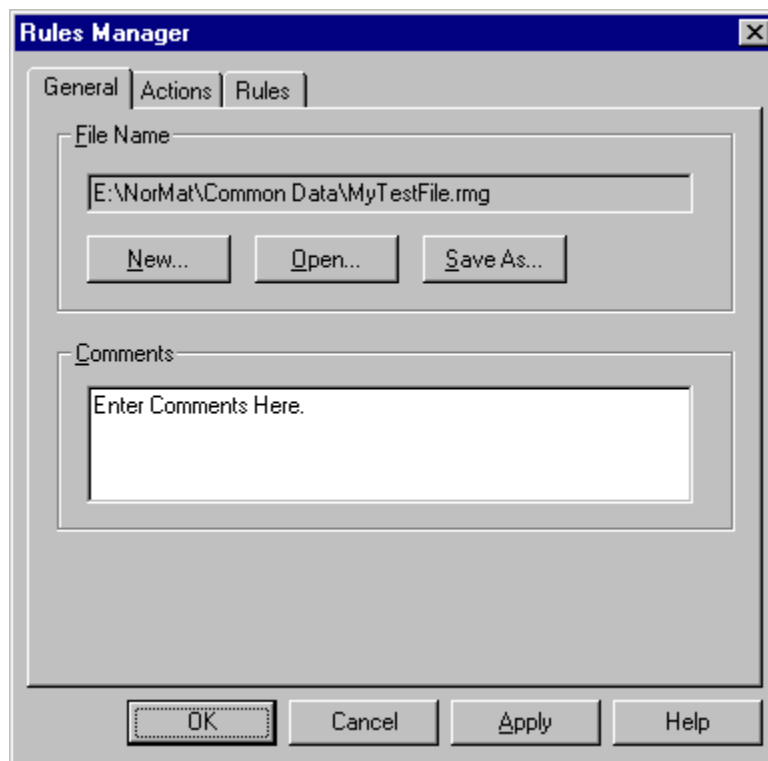 Rules Manager
General Actions Rules
File Name
E:\NorMat\Common Data\MyTestFile.rmg
New... Open... Save As...
Comments
Enter Comments Here.
OK Cancel Apply Help